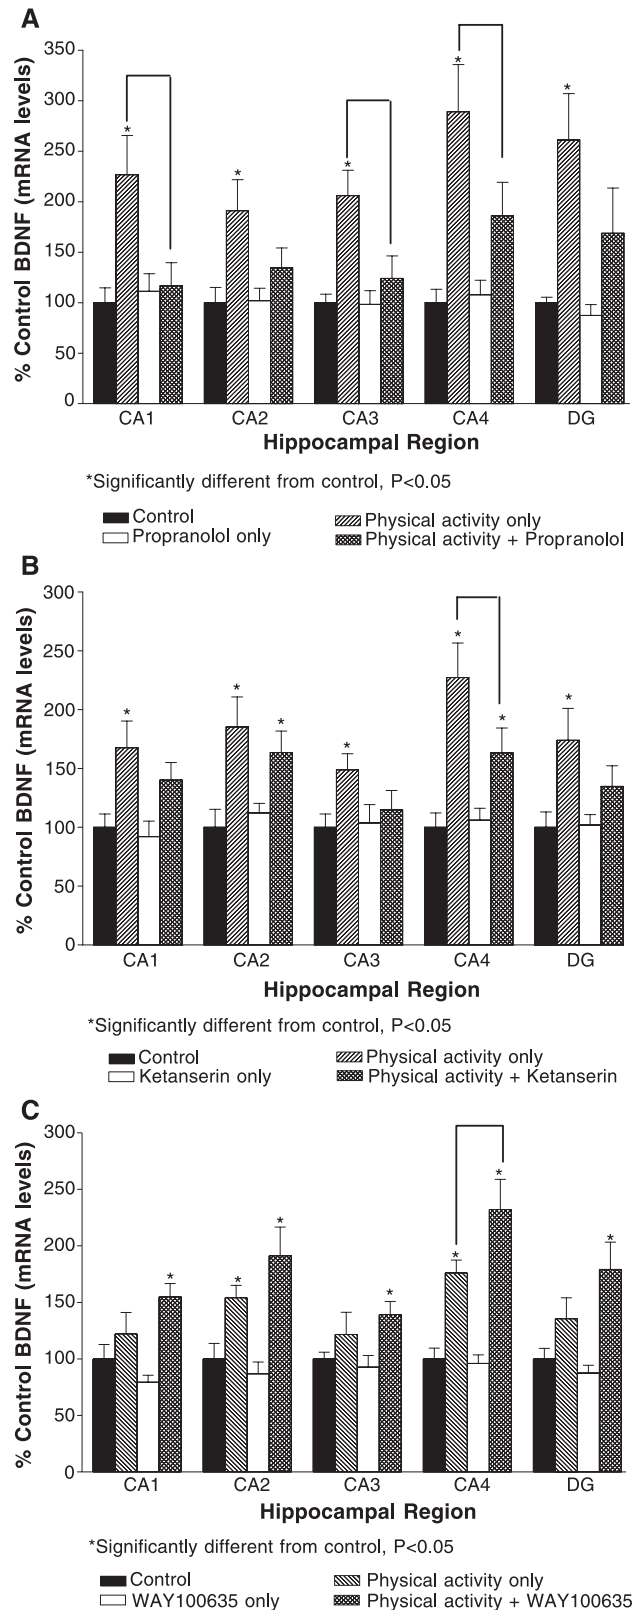 A
% Control BDNF (mRNA levels)
350
300
250
200
150
100
50
0
* * * * *
CA1 CA2 CA3 CA4 DG
Hippocampal Region
*Significantly different from control, P<0.05
Control Physical activity only
Propranolol only Physical activity + Propranolol
B
% Control BDNF (mRNA levels)
300
250
200
150
100
50
0
* * * * * * *
CA1 CA2 CA3 CA4 DG
Hippocampal Region
*Significantly different from control, P<0.05
Control Physical activity only
Ketanserin only Physical activity + Ketanserin
C
% Control BDNF (mRNA levels)
300
250
200
150
100
50
0
* * * * * * *
CA1 CA2 CA3 CA4 DG
Hippocampal Region
*Significantly different from control, P<0.05
Control Physical activity only
WAY100635 only Physical activity + WAY100635